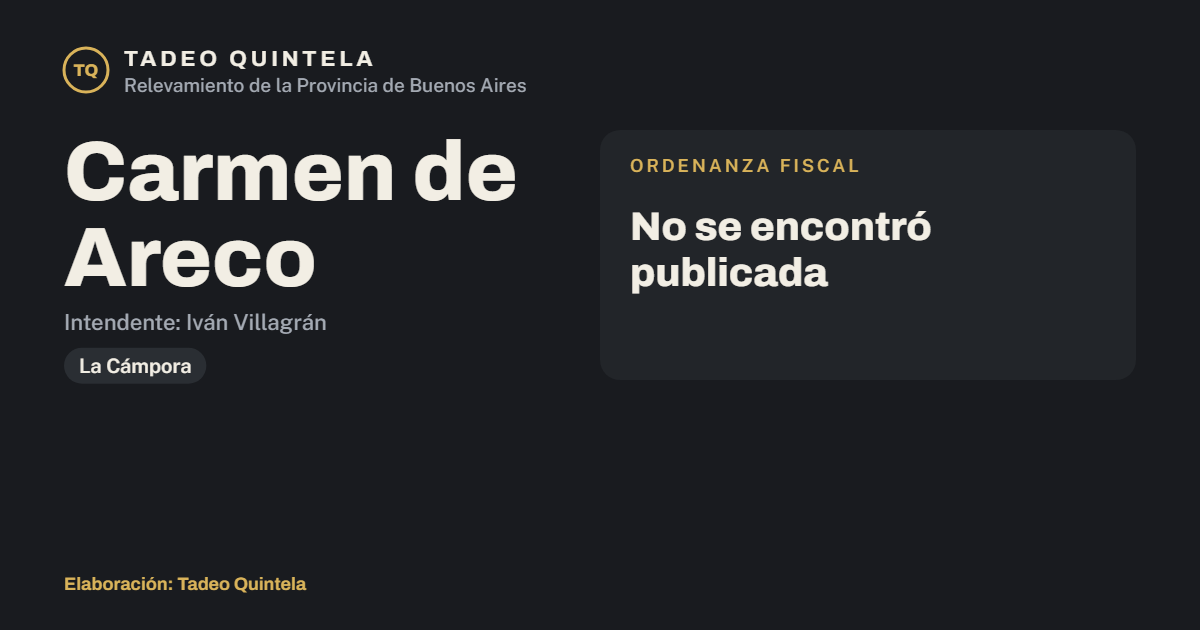 TQ
TADEO QUINTELA
Relevamiento de la Provincia de Buenos Aires
Carmen de
Areco
Intendente: Iván Villagrán
La Cámpora
ORDENANZA FISCAL
No se encontró
publicada
Elaboración: Tadeo Quintela